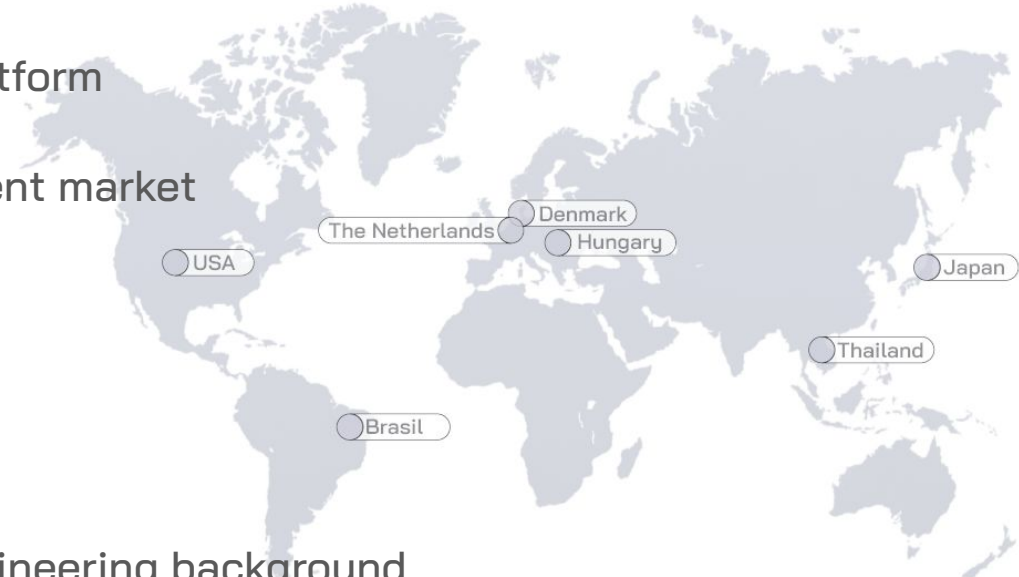 tform
ent market
Denmark
The Netherlands
Hungary
USA
Japan
Thailand
Brasil
ineering background